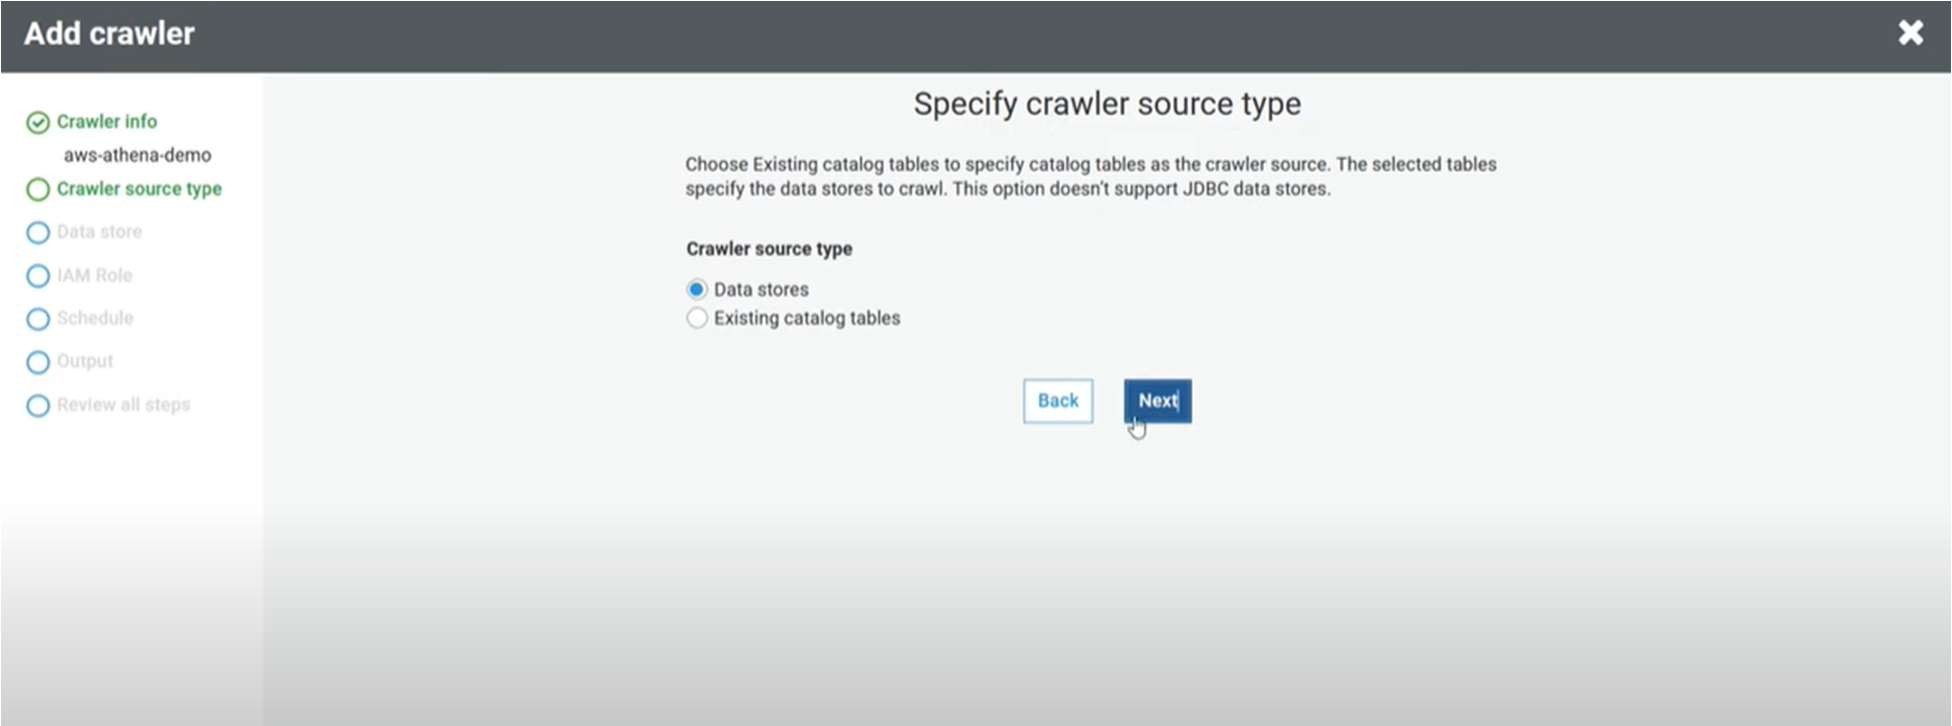 Add crawler
Crawler info
aws-athena-demo
Crawler source type
Data store
IAM Role
Schedule
Output
Review all steps
Specify crawler source type
Choose Existing catalog tables to specify catalog tables as the crawler source. The selected tables
specify the data stores to crawl. This option doesn't support JDBC data stores.
Crawler source type
Data stores
Existing catalog tables
Back
Next